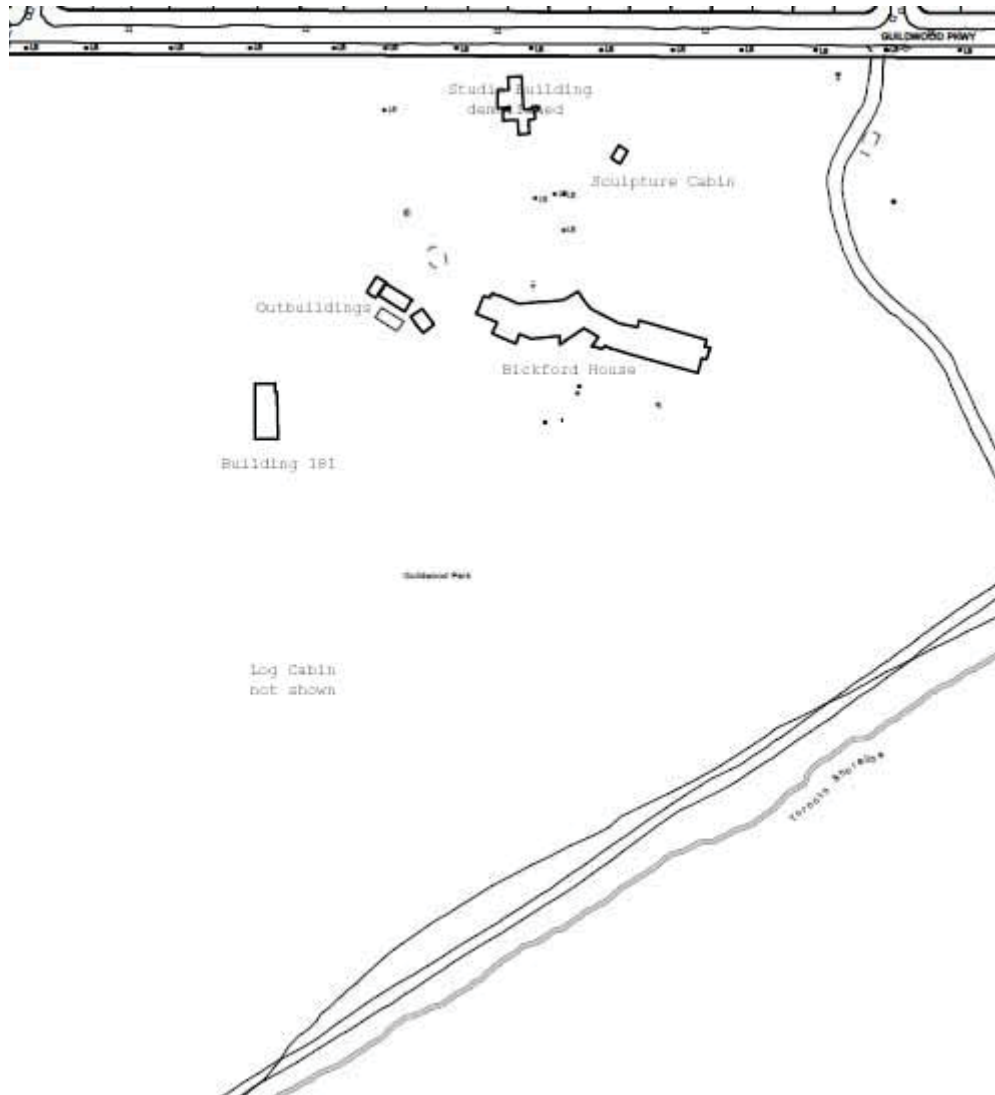 GUILDWOOD PKWY
Studio Building
demolished
Sculpture Cabin
Outbuildings
Bickford House
Building 191
Guildwood Park
Log Cabin
not shown
Toronto Shoreline